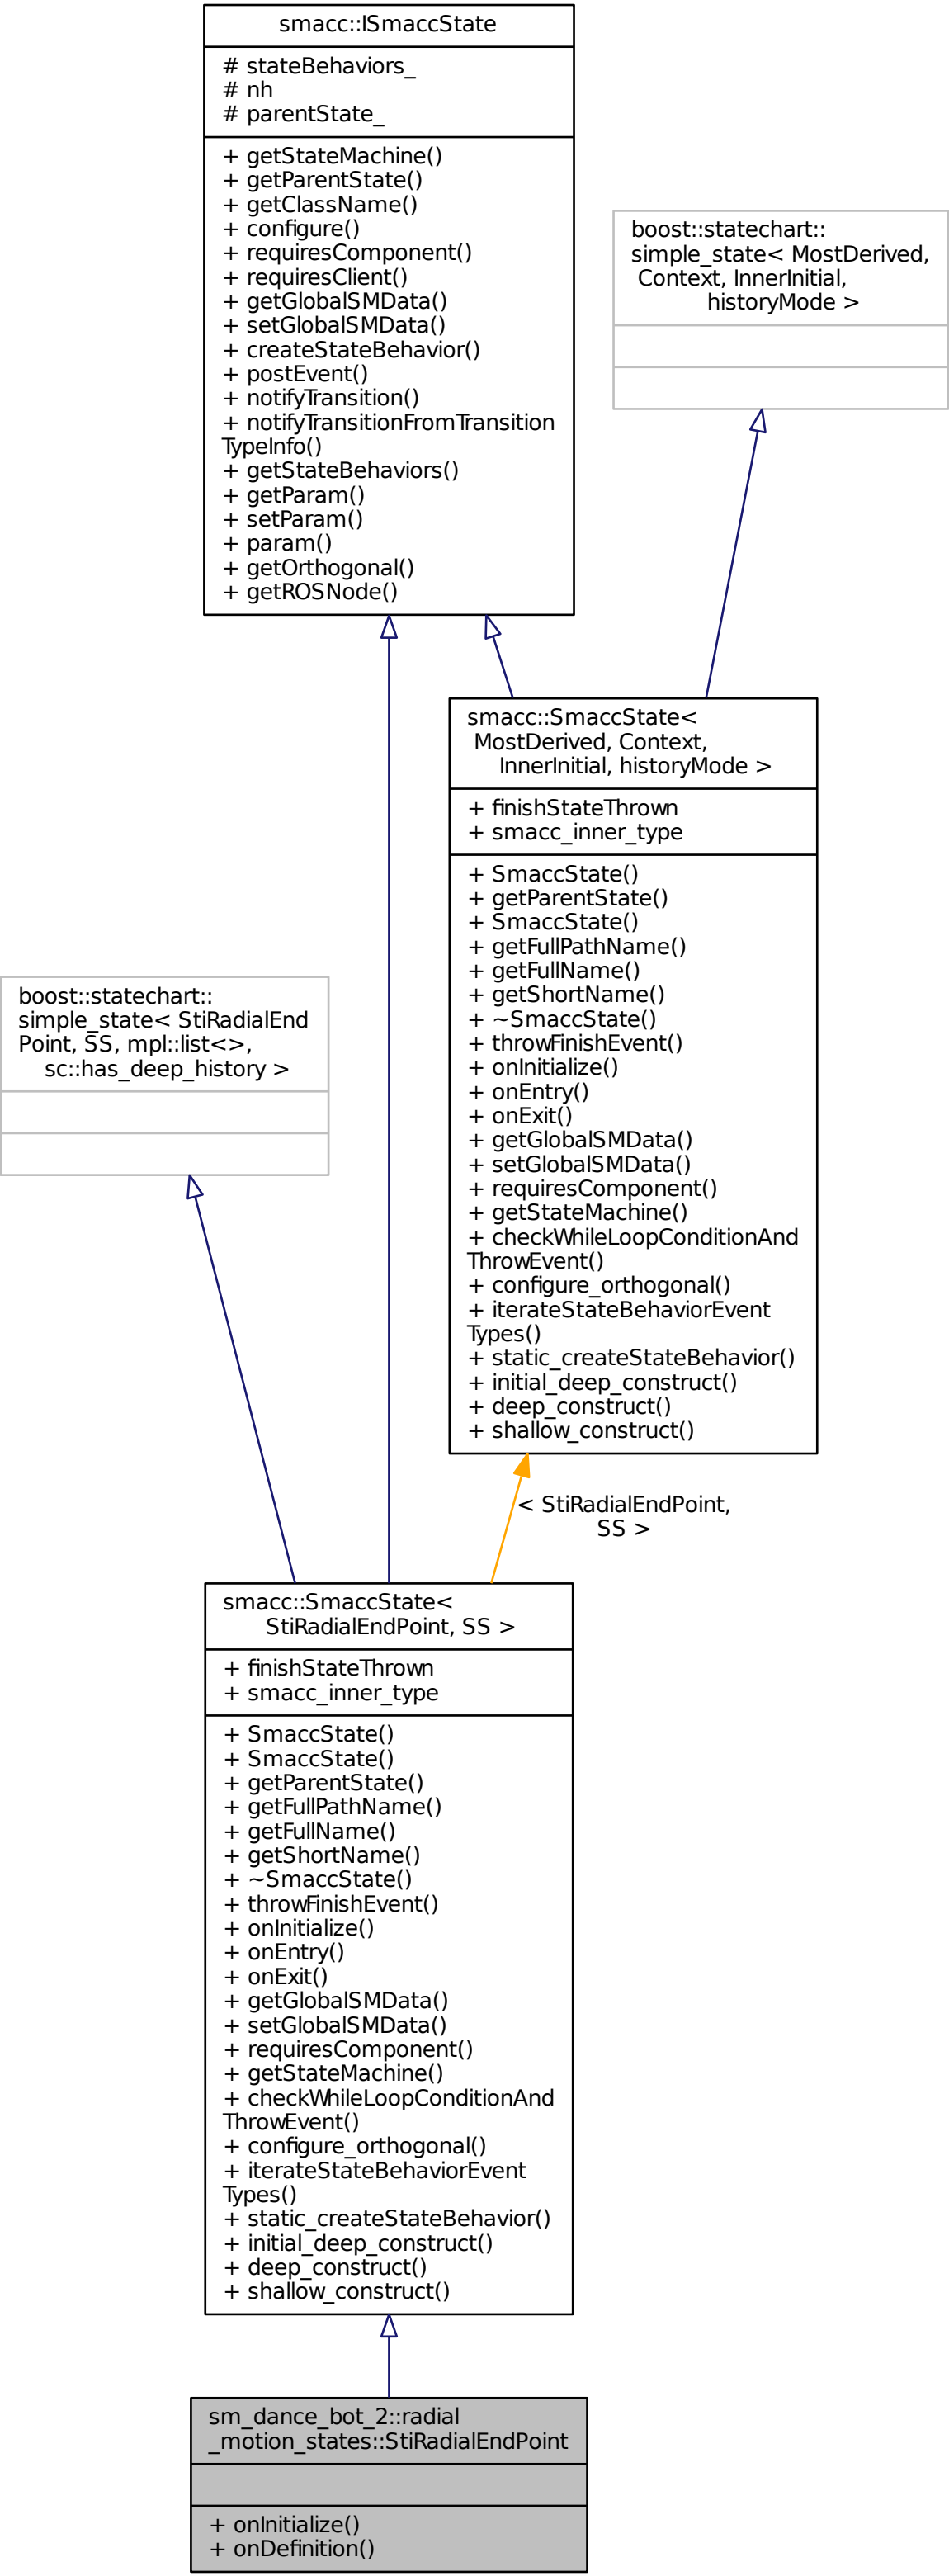 smacc::ISmaccState
# stateBehaviors_
# nh
# parentState_
+ getStateMachine()
+ getParentState()
+ getClassName()
+ configure()
+ requiresComponent()
+ requiresClient()
+ getGlobalSMData()
+ setGlobalSMData()
+ createStateBehavior()
+ postEvent()
+ notifyTransition()
+ notifyTransitionFromTransition
TypeInfo()
+ getStateBehaviors()
+ getParam()
+ setParam()
+ param()
+ getOrthogonal()
+ getROSNode()
boost::statechart::
simple_state< MostDerived,
Context, InnerInitial,
historyMode >
smacc::SmaccState<
MostDerived, Context,
InnerInitial, historyMode >
+ finishStateThrown
+ smacc_inner_type
+ SmaccState()
+ getParentState()
+ SmaccState()
+ getFullPathName()
+ getFullName()
+ getShortName()
+ ~SmaccState()
+ throwFinishEvent()
+ onInitialize()
+ onEntry()
+ onExit()
+ getGlobalSMData()
+ setGlobalSMData()
+ requiresComponent()
+ getStateMachine()
+ checkWhileLoopConditionAnd
ThrowEvent()
+ configure_orthogonal()
+ iterateStateBehaviorEvent
Types()
+ static_createStateBehavior()
+ initial_deep_construct()
+ deep_construct()
+ shallow_construct()
boost::statechart::
simple_state< StiRadialEnd
Point, SS, mpl::list<>,
sc::has_deep_history >
< StiRadialEndPoint,
SS >
smacc::SmaccState<
StiRadialEndPoint, SS >
+ finishStateThrown
+ smacc_inner_type
+ SmaccState()
+ SmaccState()
+ getParentState()
+ getFullPathName()
+ getFullName()
+ getShortName()
+ ~SmaccState()
+ throwFinishEvent()
+ onInitialize()
+ onEntry()
+ onExit()
+ getGlobalSMData()
+ setGlobalSMData()
+ requiresComponent()
+ getStateMachine()
+ checkWhileLoopConditionAnd
ThrowEvent()
+ configure_orthogonal()
+ iterateStateBehaviorEvent
Types()
+ static_createStateBehavior()
+ initial_deep_construct()
+ deep_construct()
+ shallow_construct()
sm_dance_bot_2::radial
_motion_states::StiRadialEndPoint
+ onInitialize()
+ onDefinition()